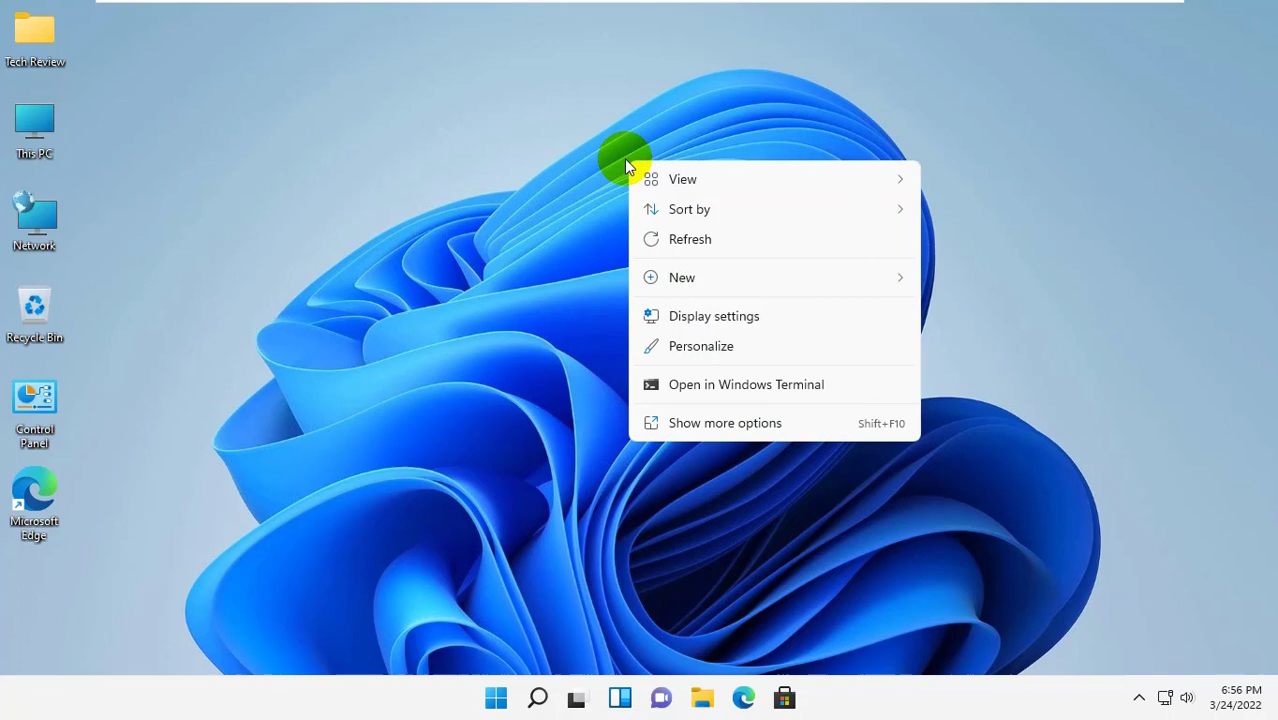 Tech Review
This PC
Network
Recycle Bin
Control
Panel
Microsoft
Edge
View
Sort by
Refresh
New
Display settings
Personalize
Open in Windows Terminal
Show more options Shift+F10
6:56 PM
3/24/2022